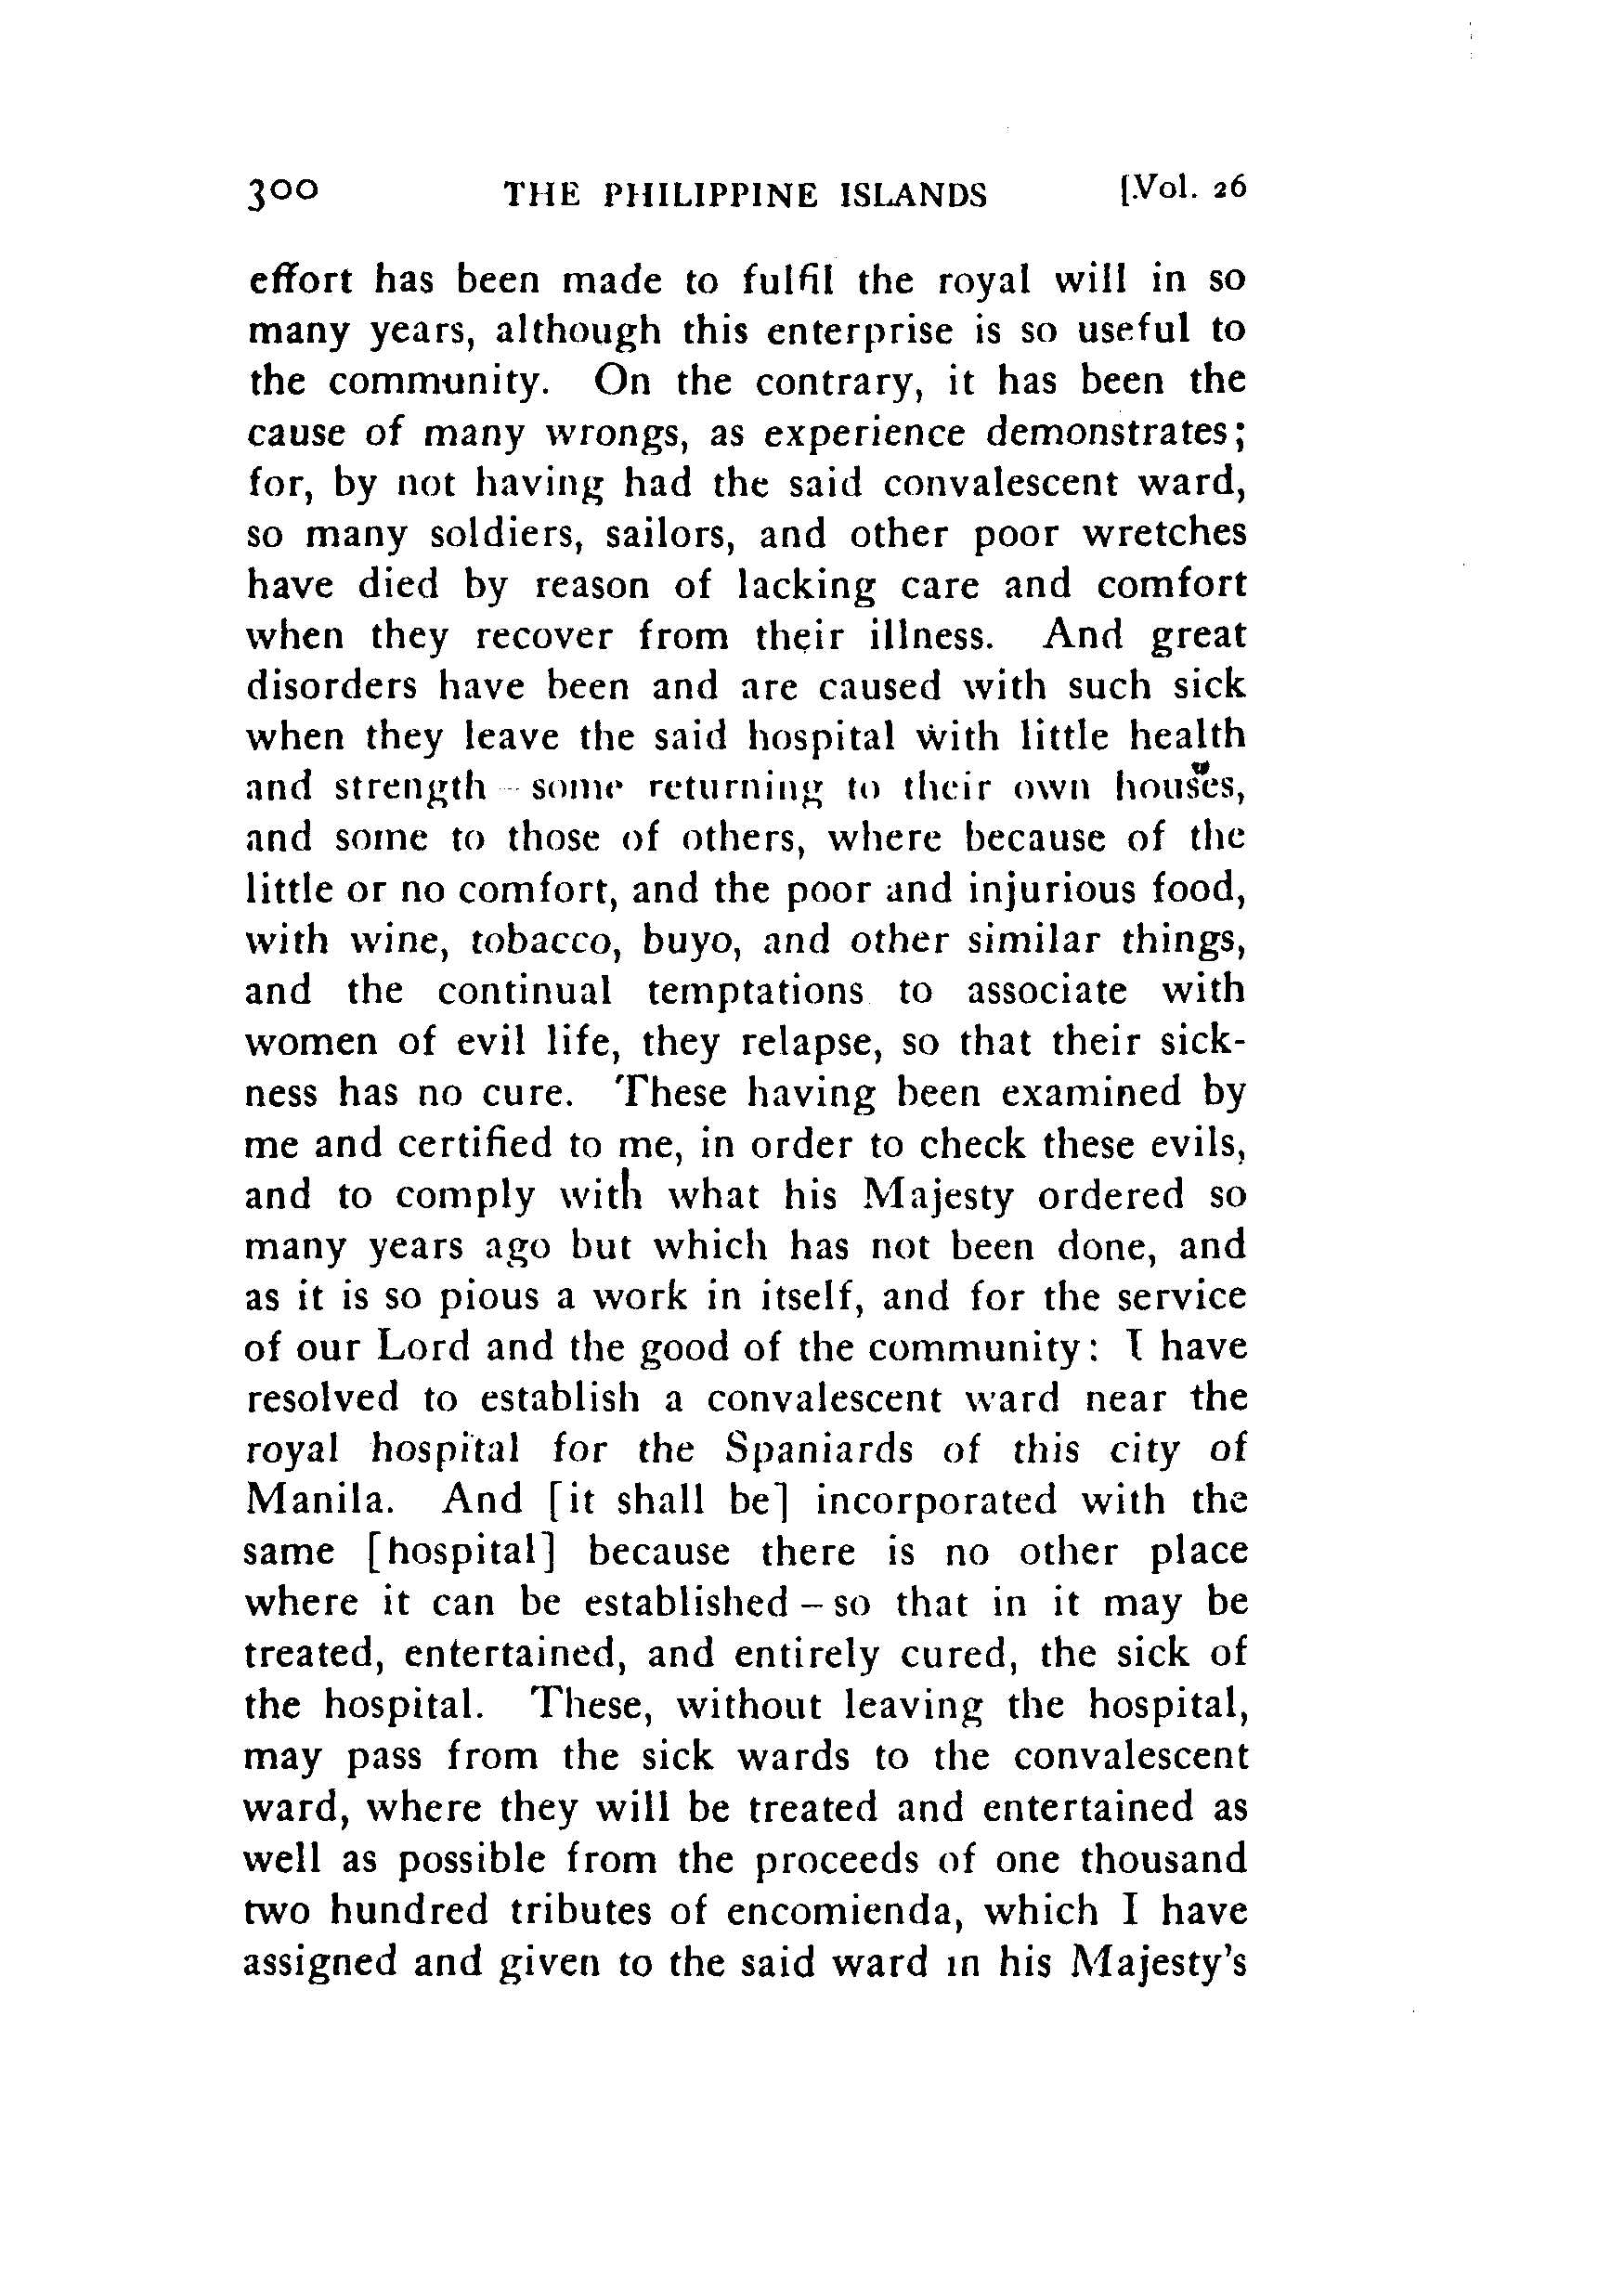 300 THE PHILIPPINE ISLANDS [Vol. 26
effort has been made to fulfil the royal will in so
many years, although this enterprise is so useful to
the community. On the contrary, it has been the
cause of many wrongs, as experience demonstrates;
for, by not having had the said convalescent ward,
so many soldiers, sailors, and other poor wretches
have died by reason of lacking care and comfort
when they recover from their illness. And great
disorders have been and are caused with such sick
when they leave the said hospital with little health
and strength – some returning to their own houses,
and some to those of others, where because of the
little or no comfort, and the poor and injurious food,
with wine, tobacco, buyo, and other similar things,
and the continual temptations to associate with
women of evil life, they relapse, so that their sick-
ness has no cure. These having been examined by
me and certified to me, in order to check these evils,
and to comply with what his Majesty ordered so
many years ago but which has not been done, and
as it is so pious a work in itself, and for the service
of our Lord and the good of the community: I have
resolved to establish a convalescent ward near the
royal hospital for the Spaniards of this city of
Manila. And [it shall be] incorporated with the
same [hospital] because there is no other place
where it can be established – so that in it may be
treated, entertained, and entirely cured, the sick of
the hospital. These, without leaving the hospital,
may pass from the sick wards to the convalescent
ward, where they will be treated and entertained as
well as possible from the proceeds of one thousand
two hundred tributes of encomienda, which I have
assigned and given to the said ward in his Majesty's